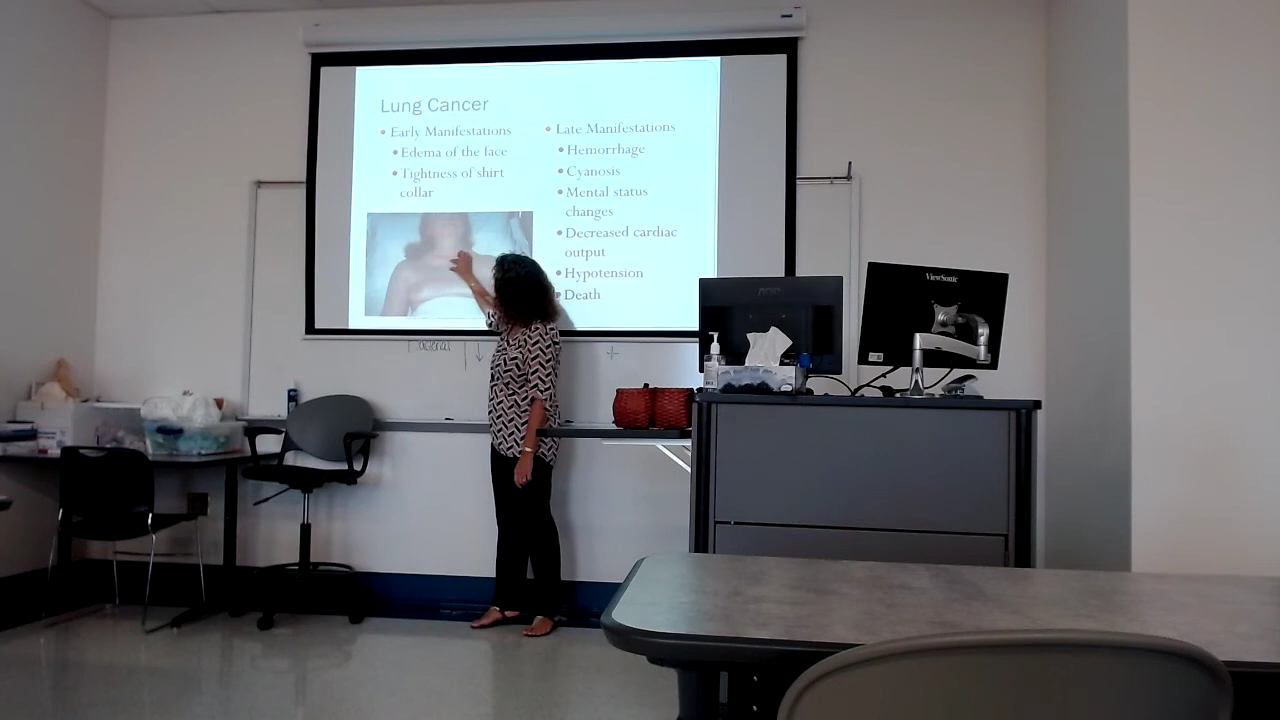 Lung Cancer
• Early Manifestations
• Edema of the face
• Tightness of shirt
collar
• Late Manifestations
• Hemorrhage
• Cyanosis
• Mental status
changes
• Decreased cardiac
output
• Hypotension
• Death
ViewSonic
AOC